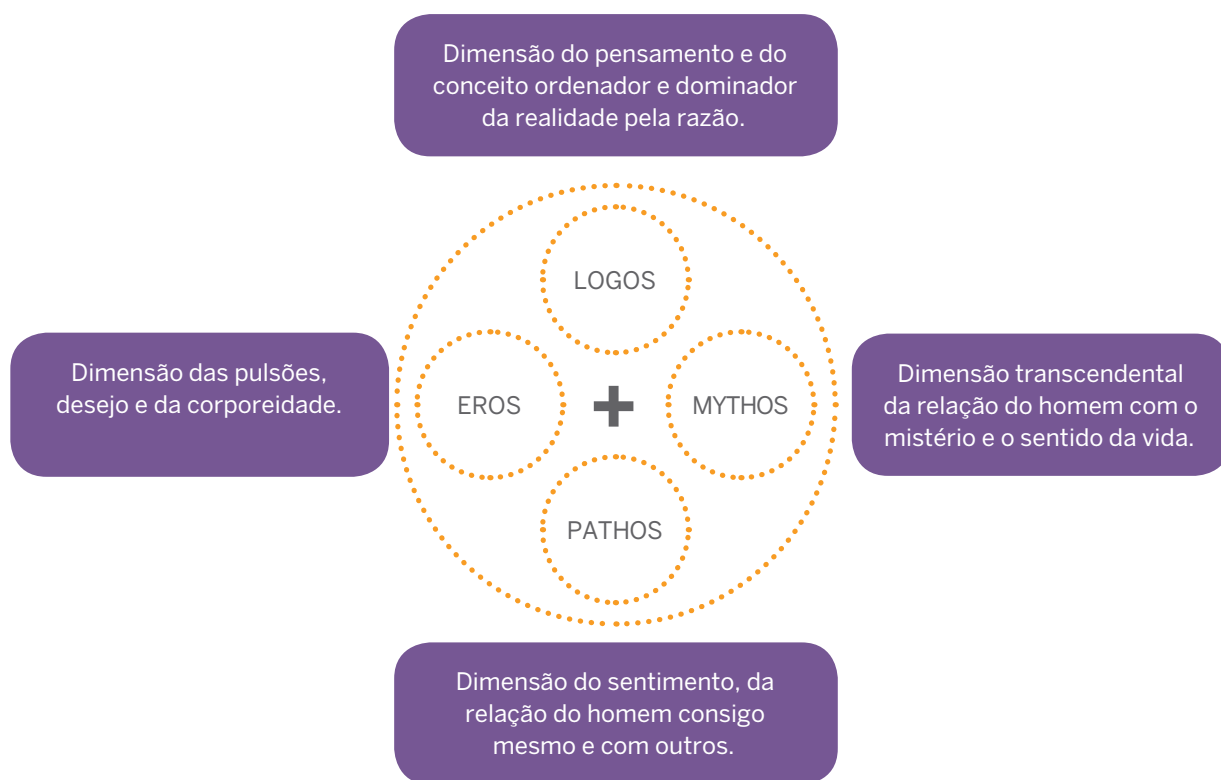 Dimensão do pensamento e do
conceito ordenador e dominador
da realidade pela razão.
LOGOS
Dimensão das pulsões,
desejo e da corporeidade.
EROS
MYTHOS
Dimensão transcendental
da relação do homem com o
mistério e o sentido da vida.
PATHOS
Dimensão do sentimento, da
relação do homem consigo
mesmo e com outros.